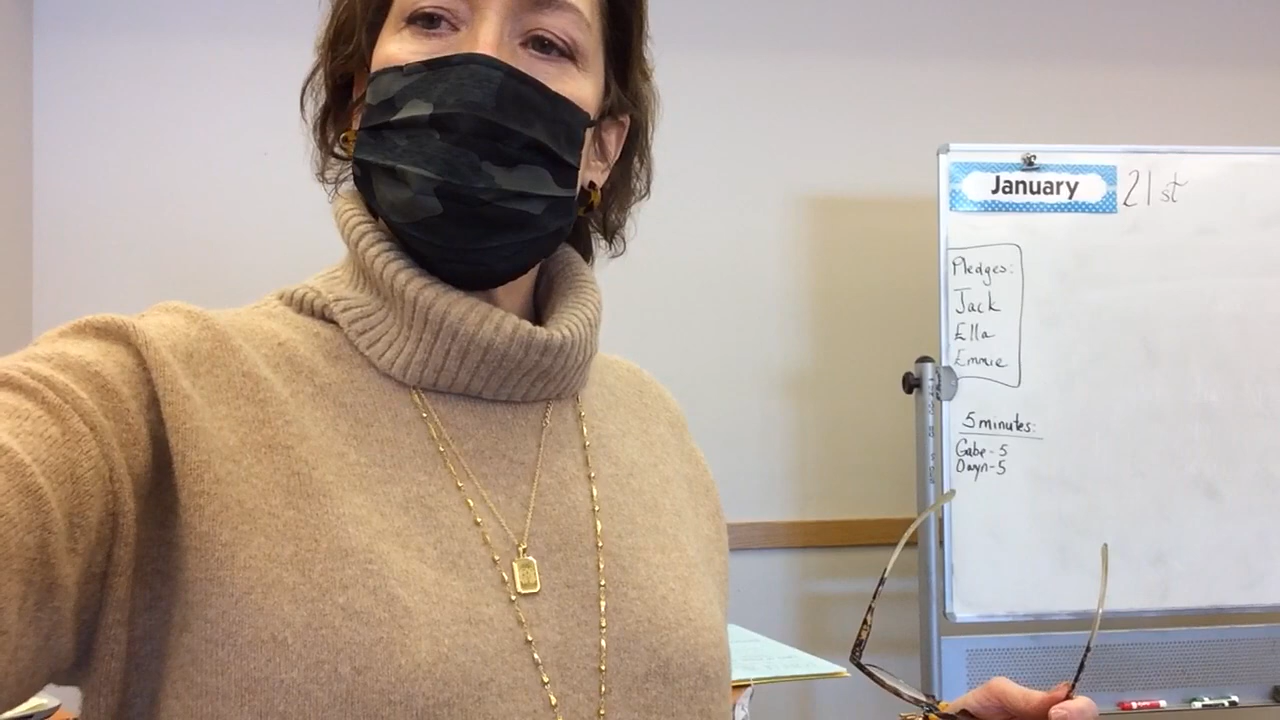 January 21st
Pledges:
Jack
Ella
Emmie
5 minutes:
Gabe - 5
Owyn-5